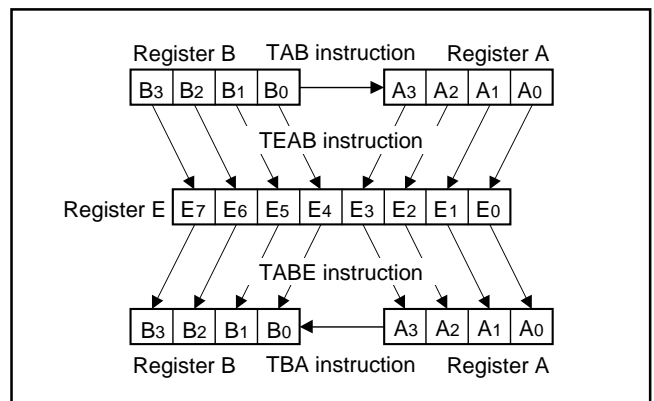 Register B TAB instruction Register A
B3 B2 B1 B0 A3 A2 A1 A0
TEAB instruction
Register E E7 E6 E5 E4 E3 E2 E1 E0
TABE instruction
B3 B2 B1 B0 A3 A2 A1 A0
Register B TBA instruction Register A